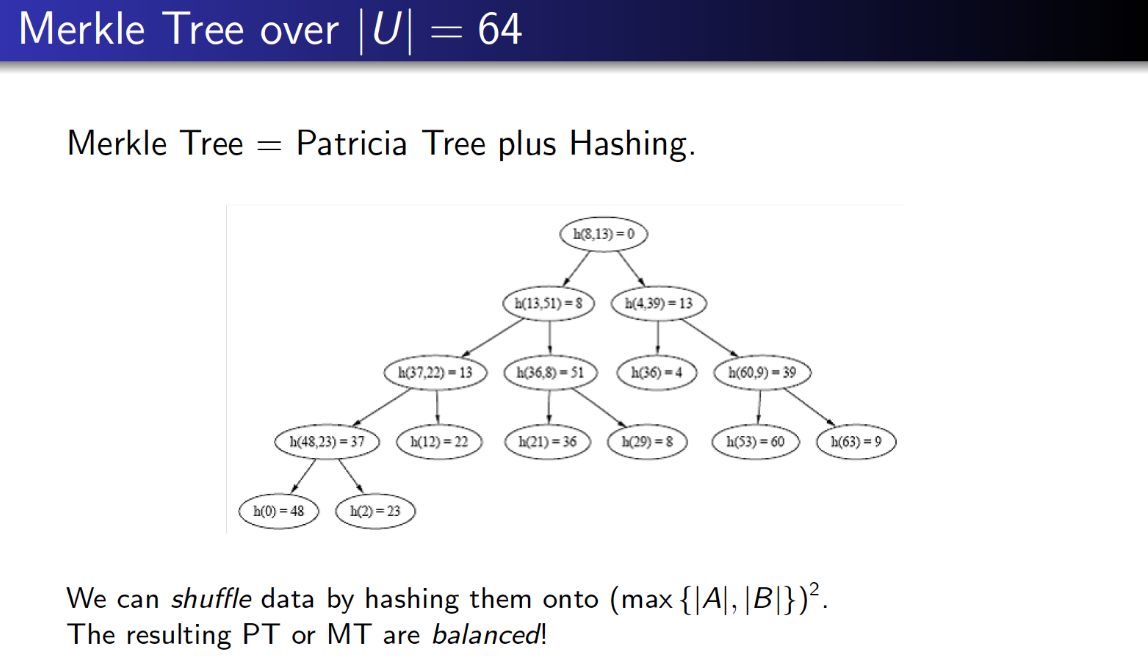 Merkle Tree over |U| = 64
Merkle Tree = Patricia Tree plus Hashing.
h(8,13) = 0
h(13,51) = 8
h(4,39) = 13
h(37,22) = 13
h(36,8) = 51
h(36) = 4
h(60,9) = 39
h(48,23) = 37
h(12) = 22
h(21) = 36
h(29) = 8
h(53) = 60
h(63) = 9
h(0) = 48
h(2) = 23
We can shuffle data by hashing them onto (max {|A|, |B|})².
The resulting PT or MT are balanced!